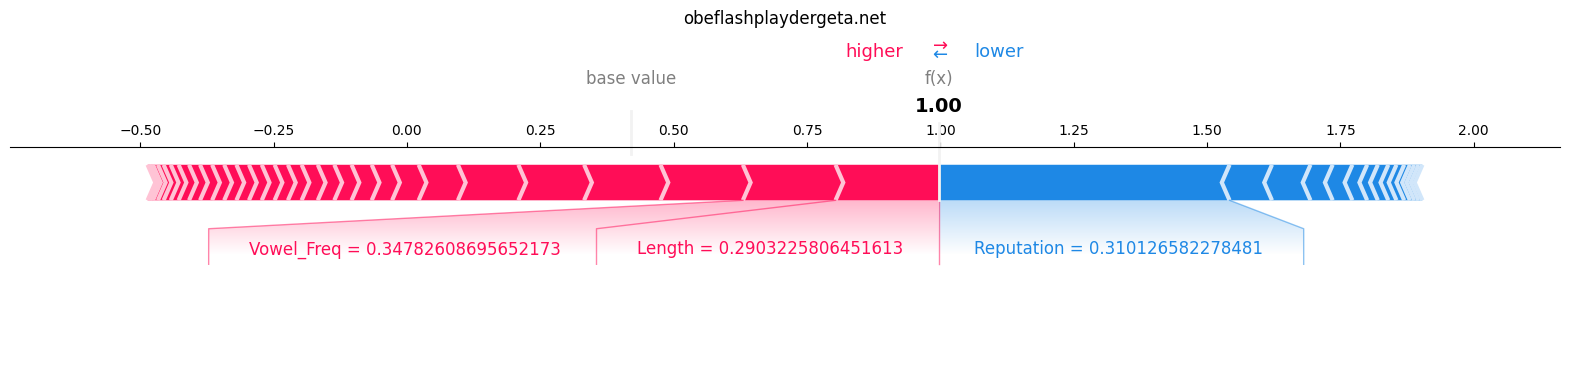 obeflashplaydergeta.net
higher ⇄ lower
base value f(x)
1.00
−0.50 −0.25 0.00 0.25 0.50 0.75 1.00 1.25 1.50 1.75 2.00
Vowel_Freq = 0.34782608695652173 Length = 0.2903225806451613 Reputation = 0.310126582278481